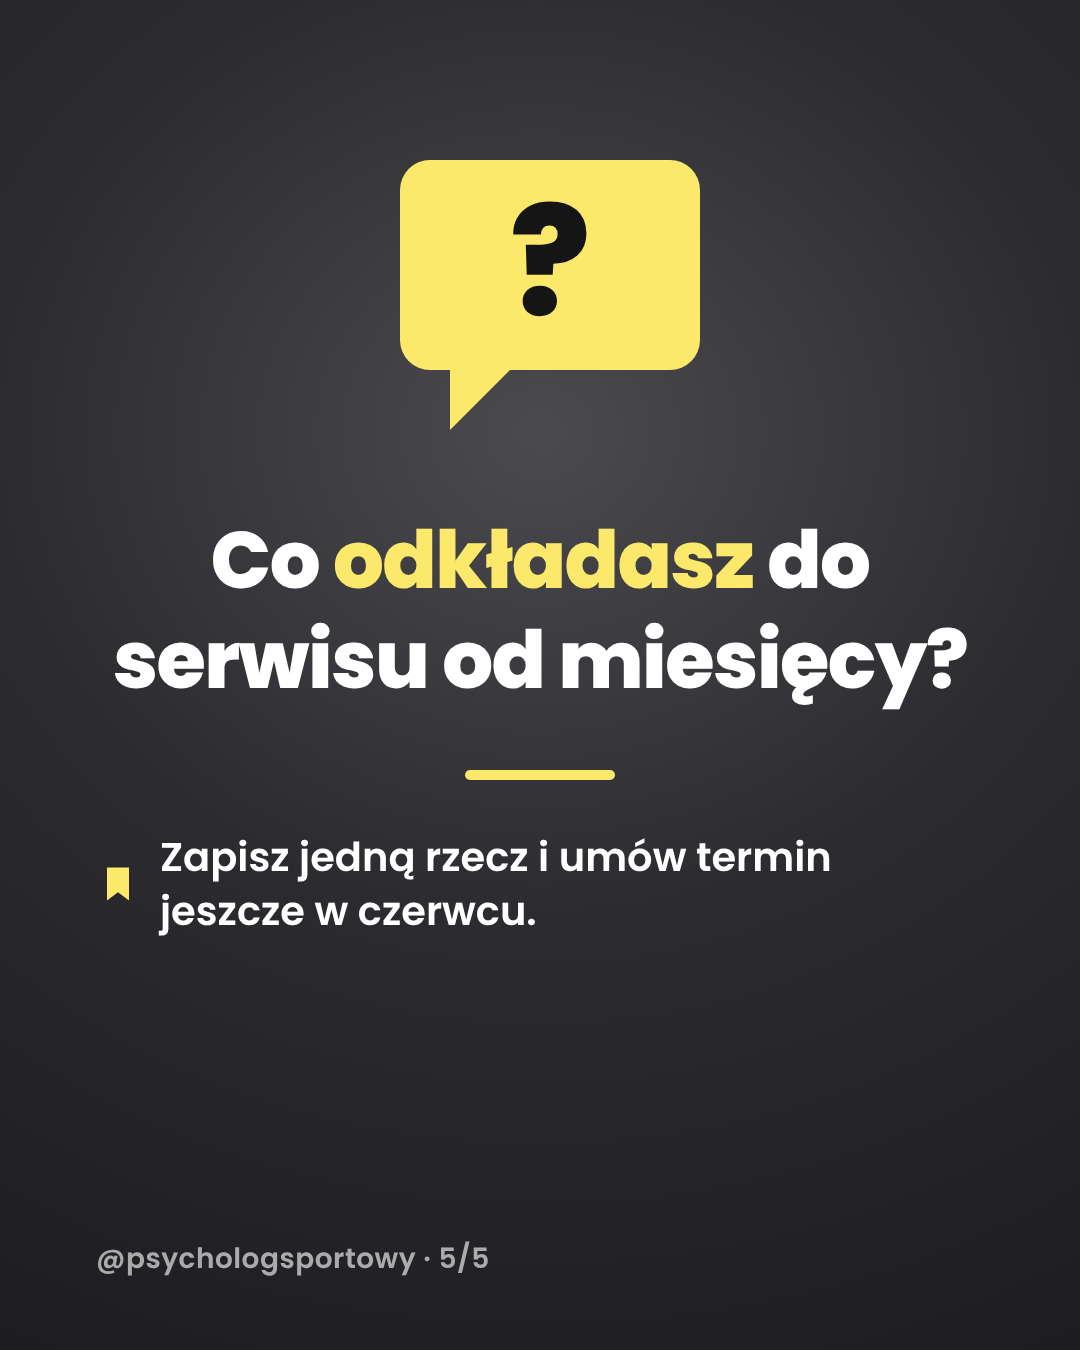 ?
Co odkładasz do
serwisu od miesięcy?
Zapisz jedną rzecz i umów termin
jeszcze w czerwcu.
@psychologsportowy · 5/5